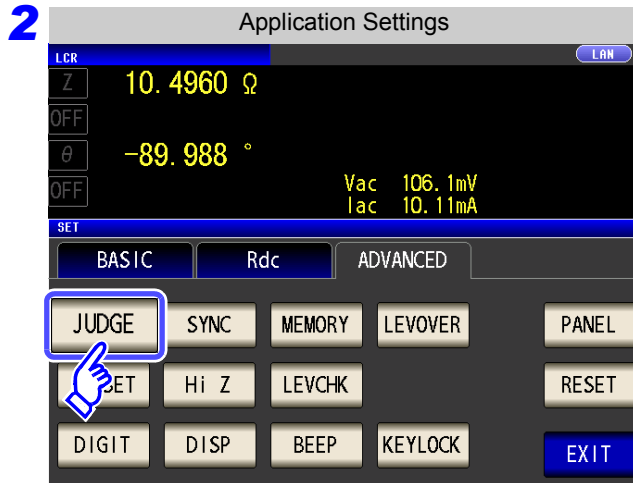 2
Application Settings
LCR
LAN
Z 10.4960 Ω
OFF
θ -89.988 °
OFF
Vac 106.1mV
Iac 10.11mA
SET
BASIC Rdc ADVANCED
JUDGE SYNC MEMORY LEVOVER PANEL
SET Hi Z LEVCHK RESET
DIGIT DISP BEEP KEYLOCK EXIT